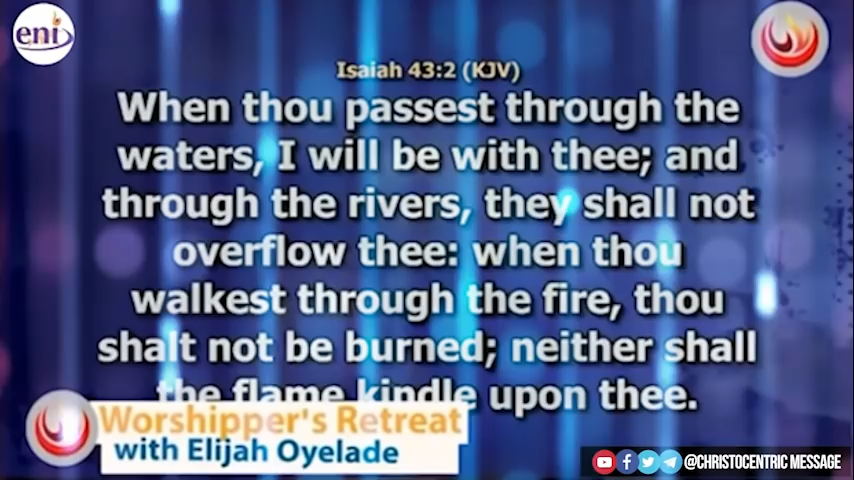 eni
Isaiah 43:2 (KJV)
When thou passest through the
waters, I will be with thee; and
through the rivers, they shall not
overflow thee: when thou
walkest through the fire, thou
shalt not be burned; neither shall
the flame kindle upon thee.
Worshipper's Retreat
with Elijah Oyelade
@CHRISTOCENTRIC MESSAGE